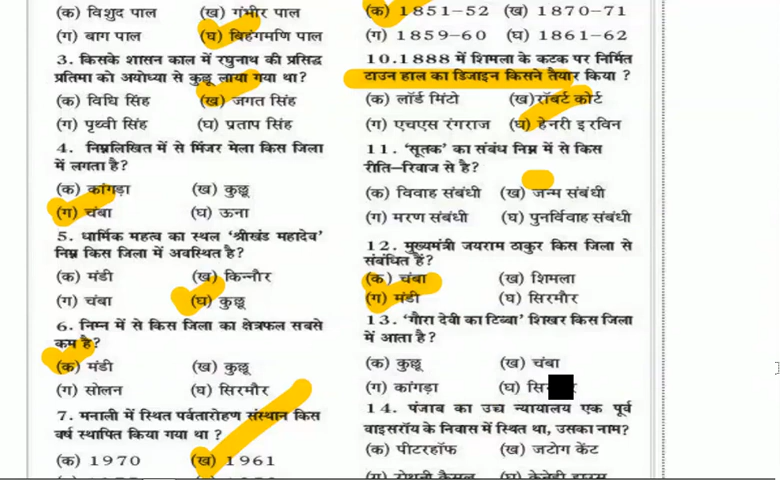 (क) विशुद पाल (ख) गंभीर पाल
(ग) बाग पाल (घ) बिहंगमणि पाल
3. किसके शासन काल में रघुनाथ की प्रसिद्ध
प्रतिमा को अयोध्या से कुल्लू लाया गया था?
(क) विधि सिंह (ख) जगत सिंह
(ग) पृथ्वी सिंह (घ) प्रताप सिंह
4. निम्नलिखित में से मिंजर मेला किस जिला
में लगता है?
(क) कांगड़ा (ख) कुल्लू
(ग) चंबा (घ) ऊना
5. धार्मिक महत्व का स्थल 'श्रीखंड महादेव'
निम्न किस जिला में अवस्थित है?
(क) मंडी (ख) किन्नौर
(ग) चंबा (घ) कुल्लू
6. निम्न में से किस जिला का क्षेत्रफल सबसे
कम है?
(क) मंडी (ख) कुल्लू
(ग) सोलन (घ) सिरमौर
7. मनाली में स्थित पर्वतारोहण संस्थान किस
वर्ष स्थापित किया गया था ?
(क) 1970 (ख) 1961
(क) 1851-52 (ख) 1870-71
(ग) 1859-60 (घ) 1861-62
10.1888 में शिमला के कटक पर निर्मित
टाउन हाल का डिजाइन किसने तैयार किया ?
(क) लॉर्ड मिंटो (ख)रॉबर्ट कोर्ट
(ग) एचएस रंगराज (घ) हेनरी इरविन
11. 'सूतक' का संबंध निम्न में से किस
रीति-रिवाज से है?
(क) विवाह संबंधी (ख) जन्म संबंधी
(ग) मरण संबंधी (घ) पुनर्विवाह संबंधी
12. मुख्यमंत्री जयराम ठाकुर किस जिला से
संबंधित हैं?
(क) चंबा (ख) शिमला
(ग) मंडी (घ) सिरमौर
13. 'गौरा देवी का टिब्बा' शिखर किस जिला
में आता है?
(क) कुल्लू (ख) चंबा
(ग) कांगड़ा (घ)
14. पंजाब का उच्च न्यायालय एक पूर्व
वाइसरॉय के निवास में स्थित था, उसका नाम?
(क) पीटरहॉफ (ख) जटोग केंट